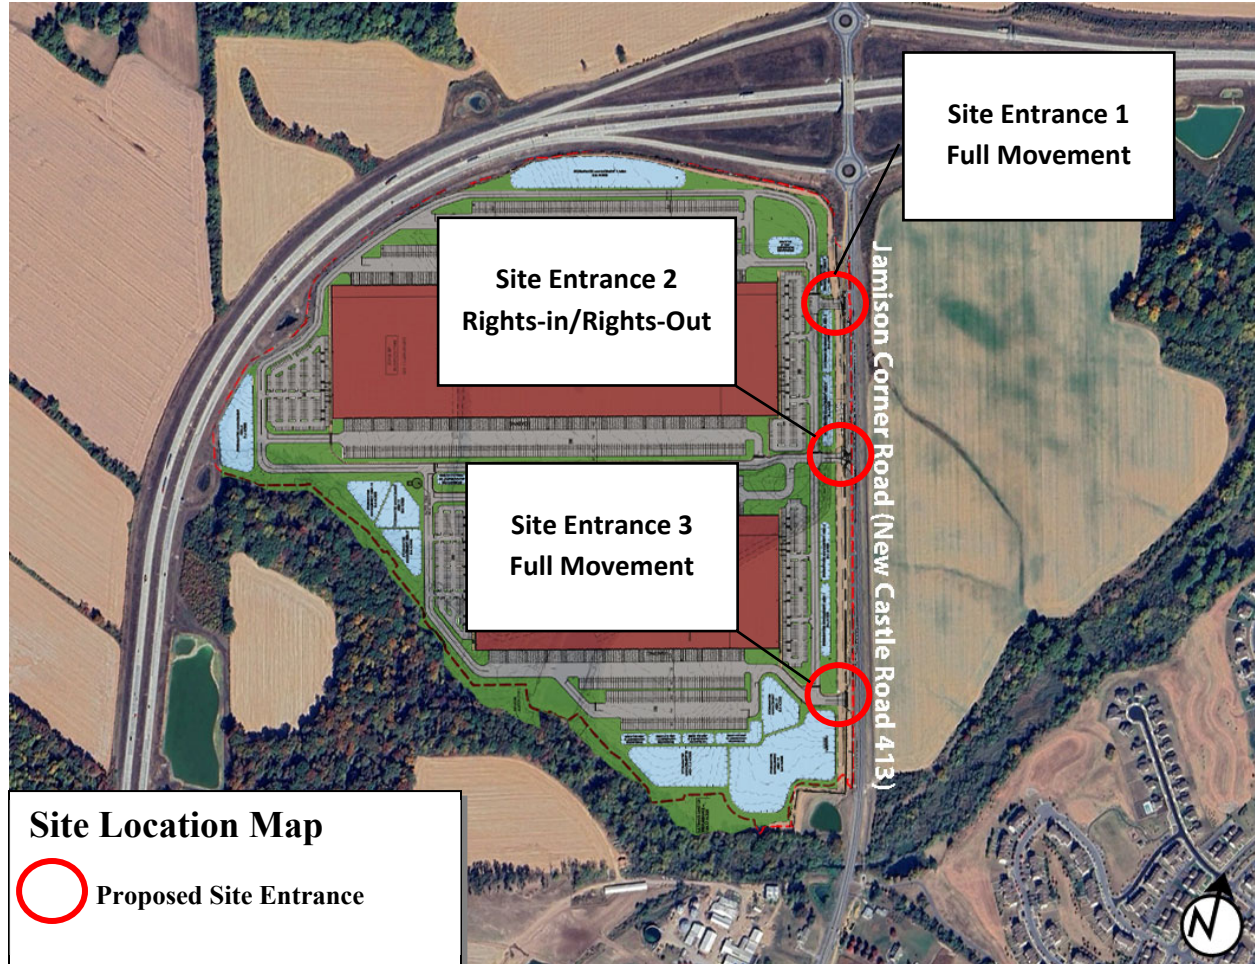 Site Entrance 1
Full Movement
Site Entrance 2
Rights-in/Rights-Out
Site Entrance 3
Full Movement
Jamison Corner Road (New Castle Road 413)
Site Location Map
Proposed Site Entrance
N